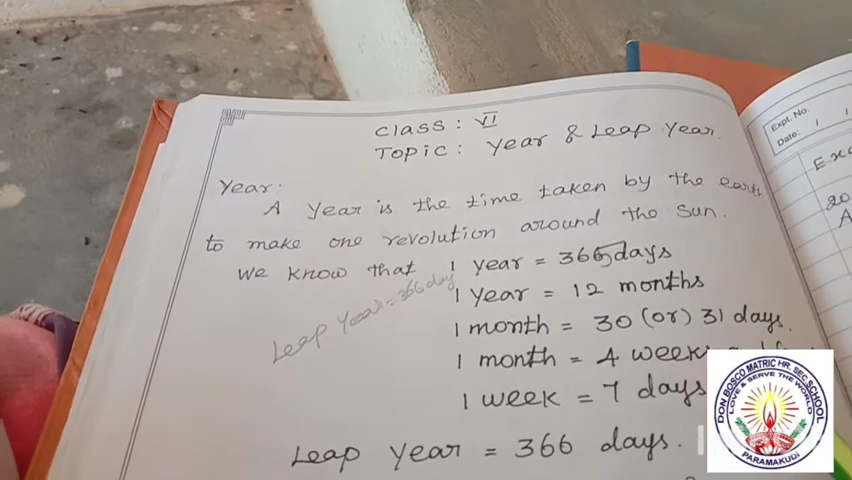 Class : VI
Topic : Year & Leap Year.
Year:
A Year is the time taken by the earth
to make one revolution around the Sun.
We know that 1 year = 365 days
Leap Year = 366 day
1 Year = 12 months
1 month = 30 (or) 31 days.
1 month = 4 weeks
1 week = 7 days
Leap year = 366 days.
Expt. No.
Date: / /
20
A
DON BOSCO MATRIC HR. SEC SCHOOL
LOVE & SERVE THE WORLD
PARAMAKUDI